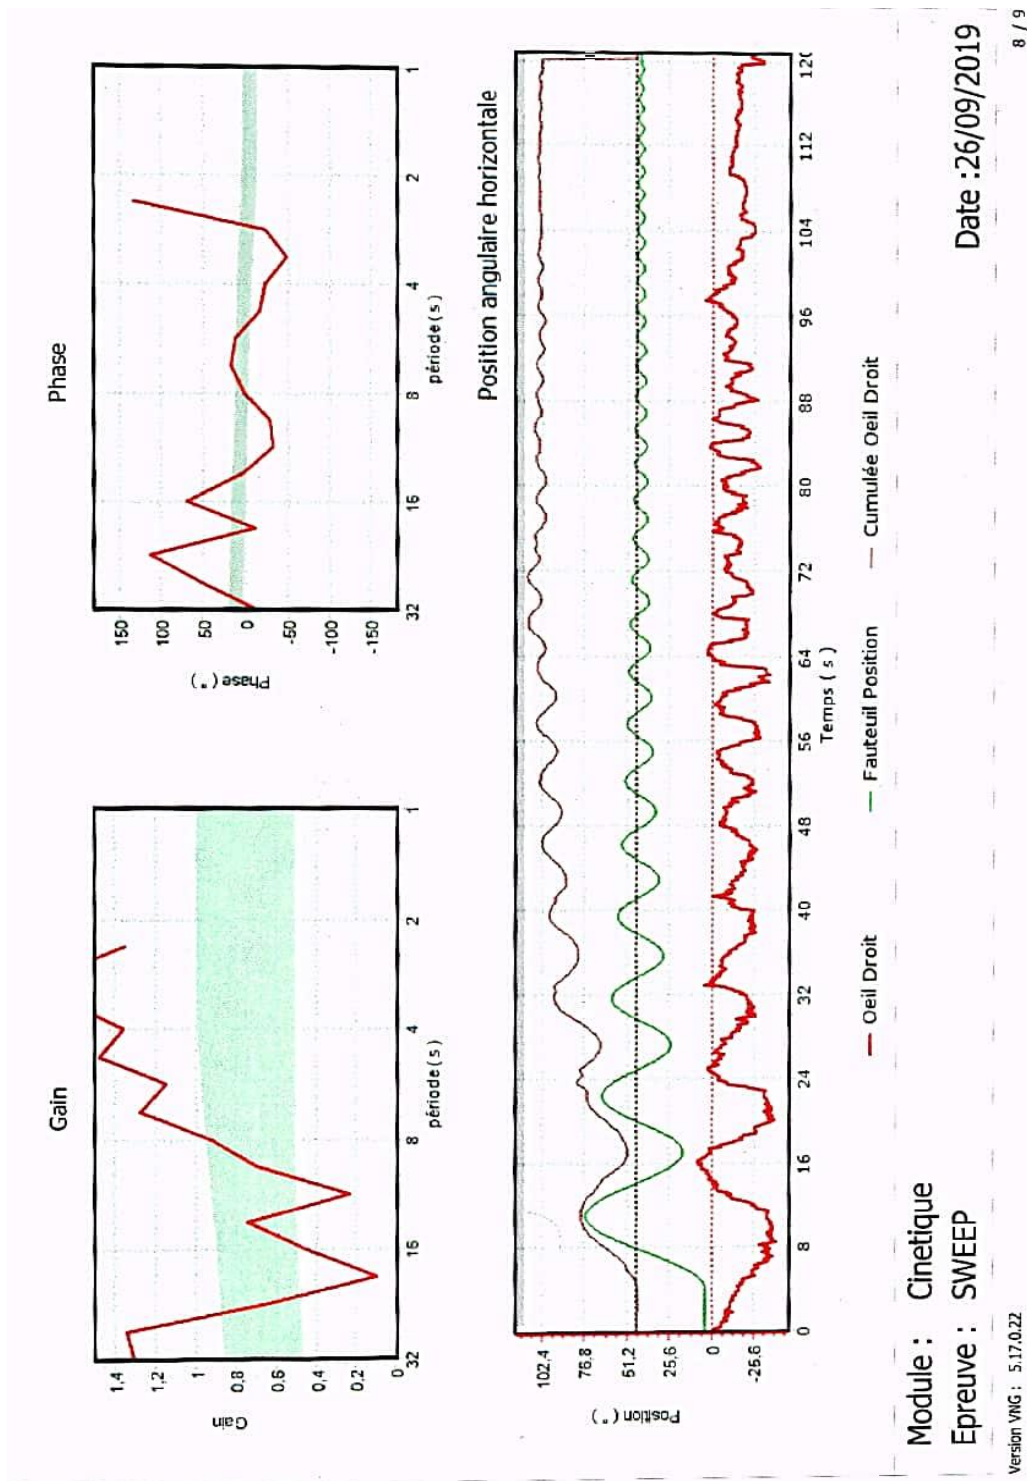 Gain
1,4
1,2
1
0,8
0,6
0,4
0,2
0
Gain
32
16
8
4
2
1
période(s)
Phase
150
100
50
0
-50
-100
-150
Phase(°)
32
16
8
4
2
1
période(s)
Position angulaire horizontale
102,4
76,8
51,2
25,6
0
-25,6
Position(°)
0
8
16
24
32
40
48
56
64
72
80
88
96
104
112
120
Temps ( s )
Oeil Droit
Fauteuil Position
Cumulée Oeil Droit
Module : Cinetique
Epreuve : SWEEP
Date :26/09/2019
Version VNG : 5.17.0.22
8 / 9